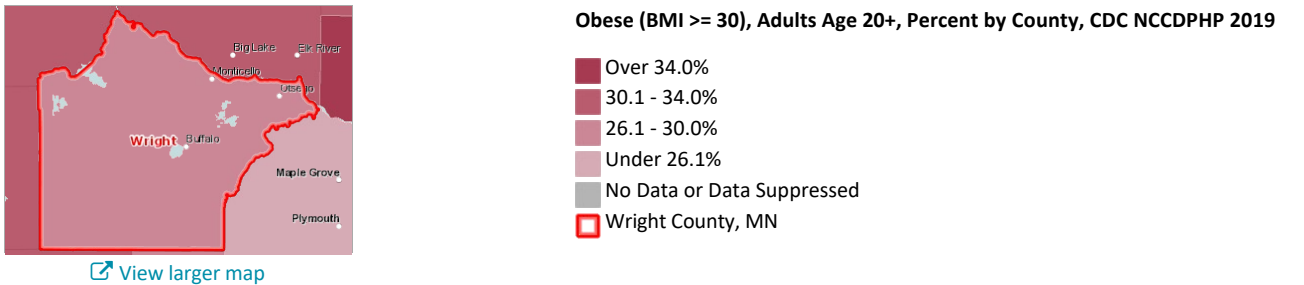 Obese (BMI >= 30), Adults Age 20+, Percent by County, CDC NCCDPHP 2019
Over 34.0%
30.1 - 34.0%
26.1 - 30.0%
Under 26.1%
No Data or Data Suppressed
Wright County, MN
Big Lake
Elk River
Monticello
Otsego
Wright
Buffalo
Maple Grove
Plymouth
View larger map